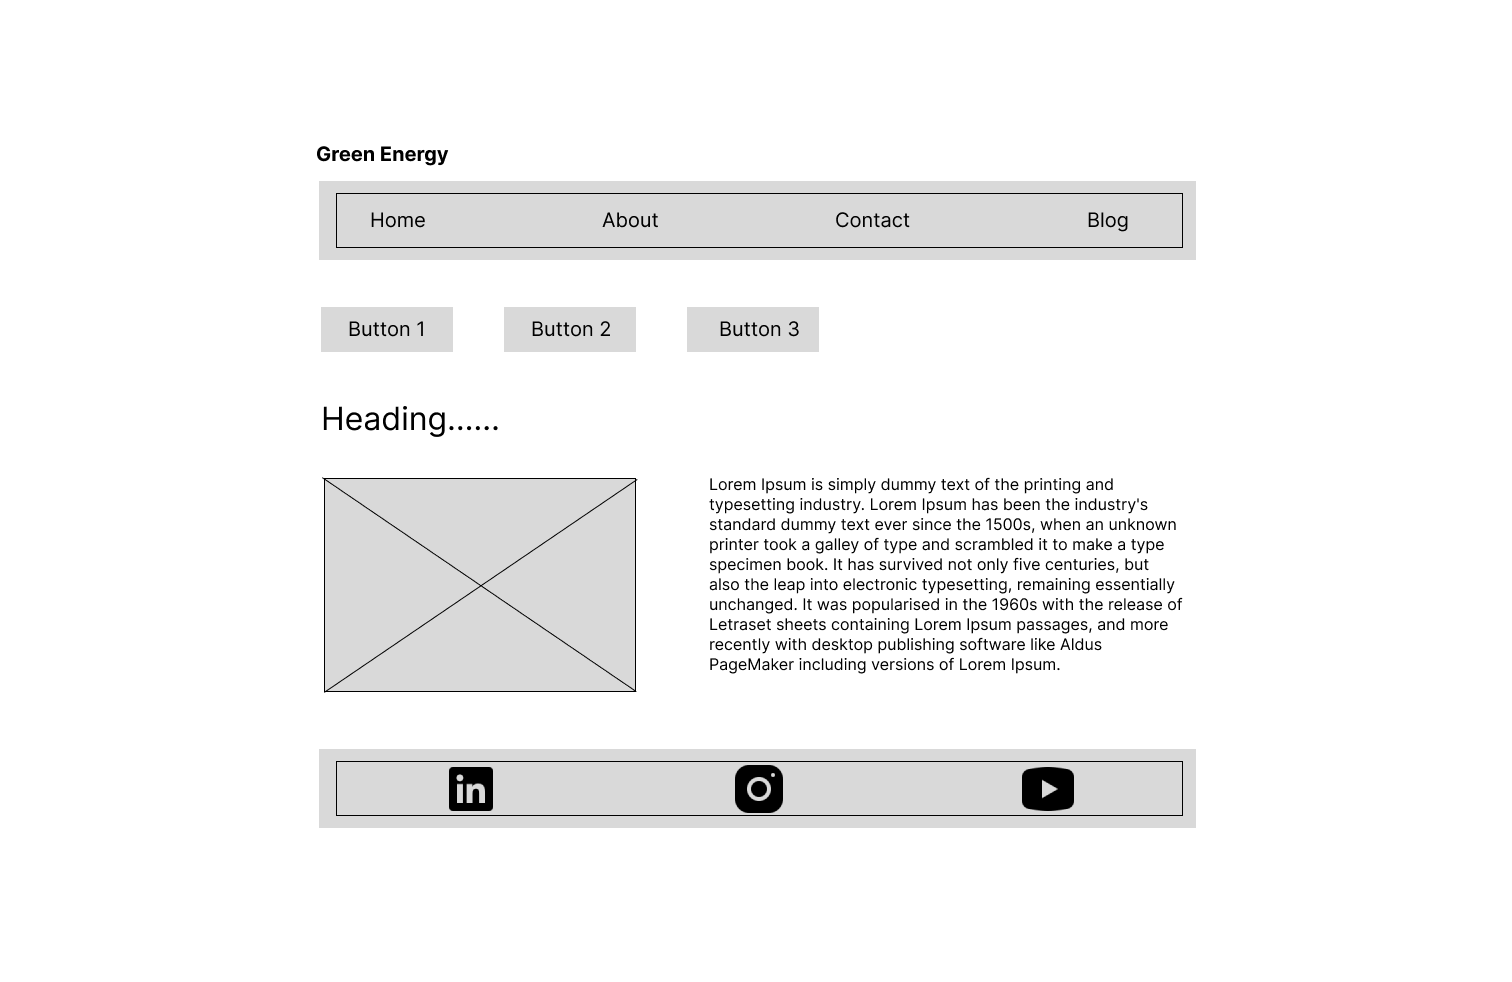 Green Energy
Home About Contact Blog
Button 1 Button 2 Button 3
Heading......
Lorem Ipsum is simply dummy text of the printing and
typesetting industry. Lorem Ipsum has been the industry's
standard dummy text ever since the 1500s, when an unknown
printer took a galley of type and scrambled it to make a type
specimen book. It has survived not only five centuries, but
also the leap into electronic typesetting, remaining essentially
unchanged. It was popularised in the 1960s with the release of
Letraset sheets containing Lorem Ipsum passages, and more
recently with desktop publishing software like Aldus
PageMaker including versions of Lorem Ipsum.
in